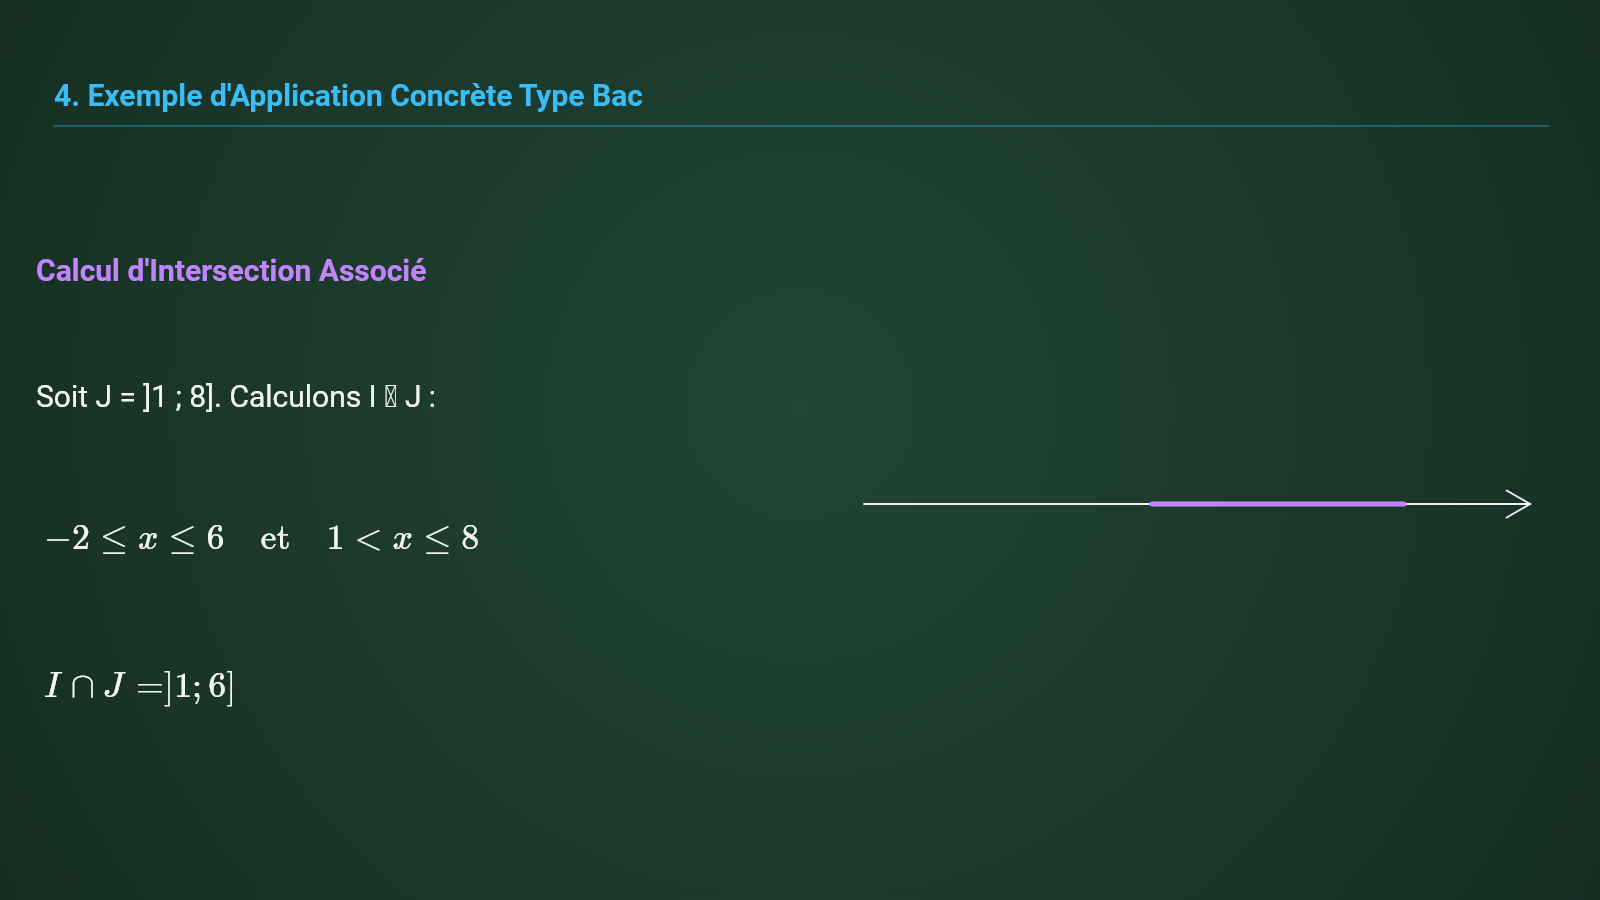 4. Exemple d'Application Concrète Type Bac
Calcul d'Intersection Associé
Soit J = ]1 ; 8]. Calculons I  J :
−2 ≤ x ≤ 6 et 1 < x ≤ 8
I ∩ J =]1; 6]